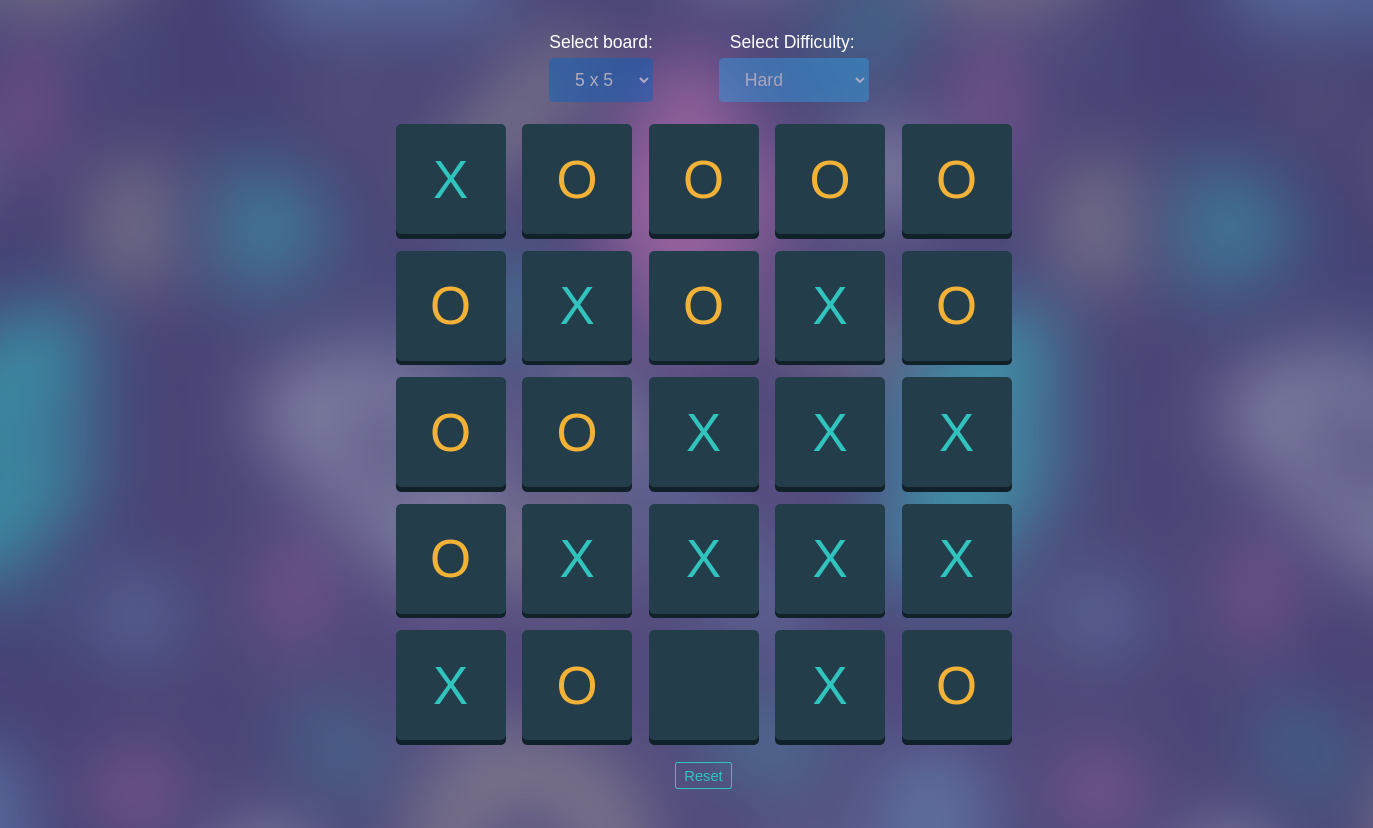 Select board: Select Difficulty:
5 x 5 Hard
X O O O O
O X O X O
O O X X X
O X X X X
X O X O
Reset